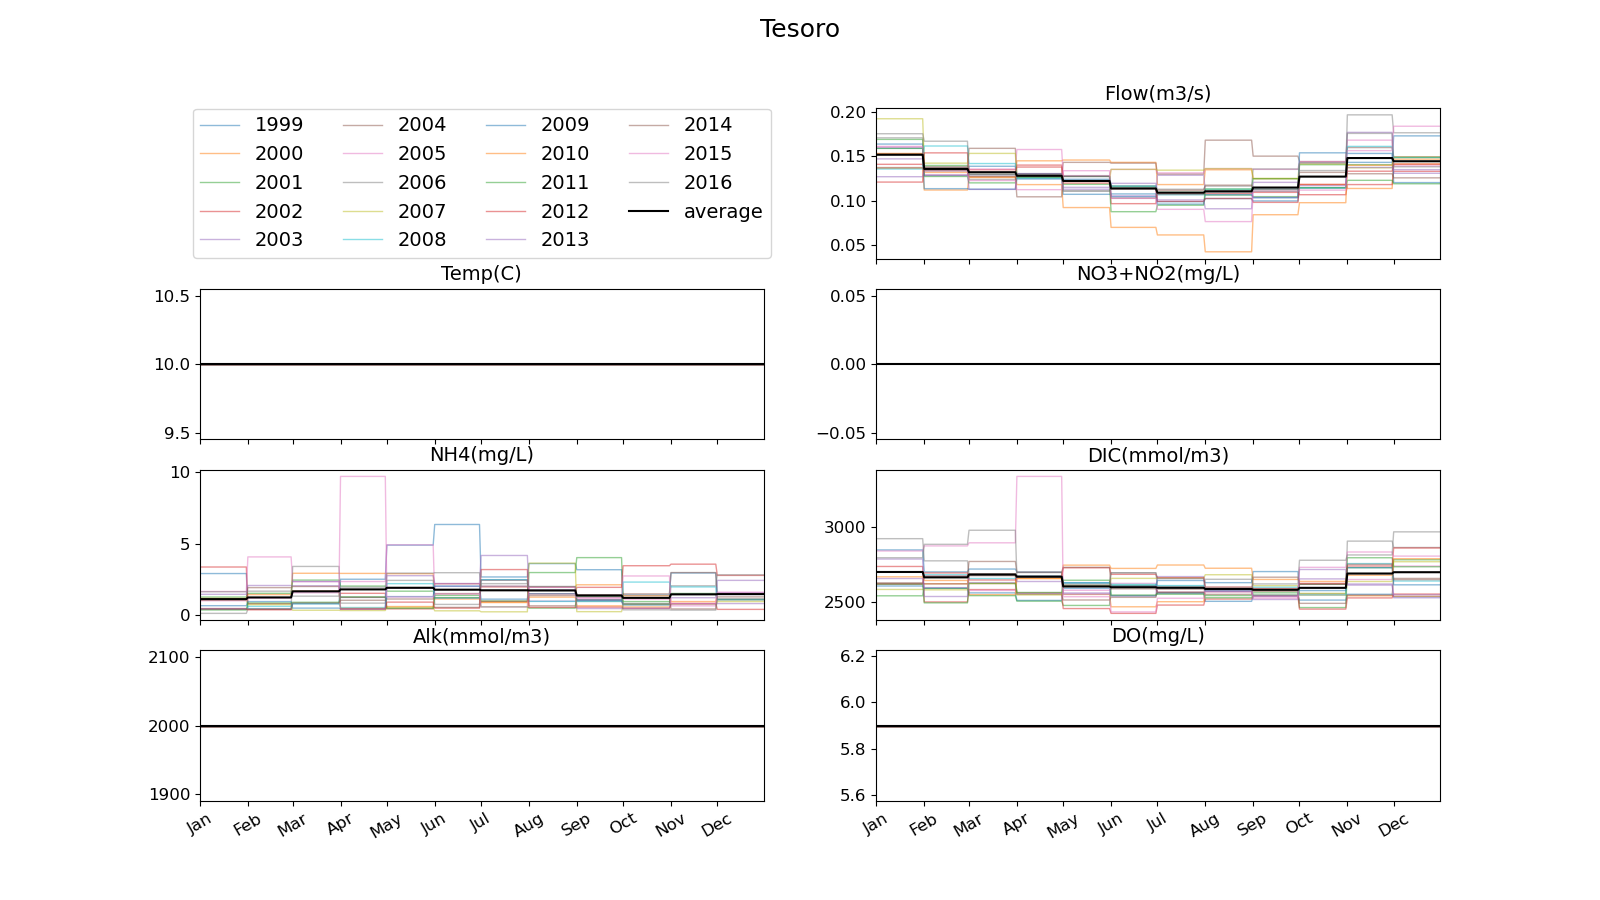 Tesoro
1999 2004 2009 2014
2000 2005 2010 2015
2001 2006 2011 2016
2002 2007 2012 average
2003 2008 2013
Flow(m3/s)
0.20
0.15
0.10
0.05
Temp(C)
10.5
10.0
9.5
NO3+NO2(mg/L)
0.05
0.00
−0.05
NH4(mg/L)
10
5
0
DIC(mmol/m3)
3000
2500
Alk(mmol/m3)
2100
2000
1900
Jan Feb Mar Apr May Jun Jul Aug Sep Oct Nov Dec
DO(mg/L)
6.2
6.0
5.8
5.6
Jan Feb Mar Apr May Jun Jul Aug Sep Oct Nov Dec